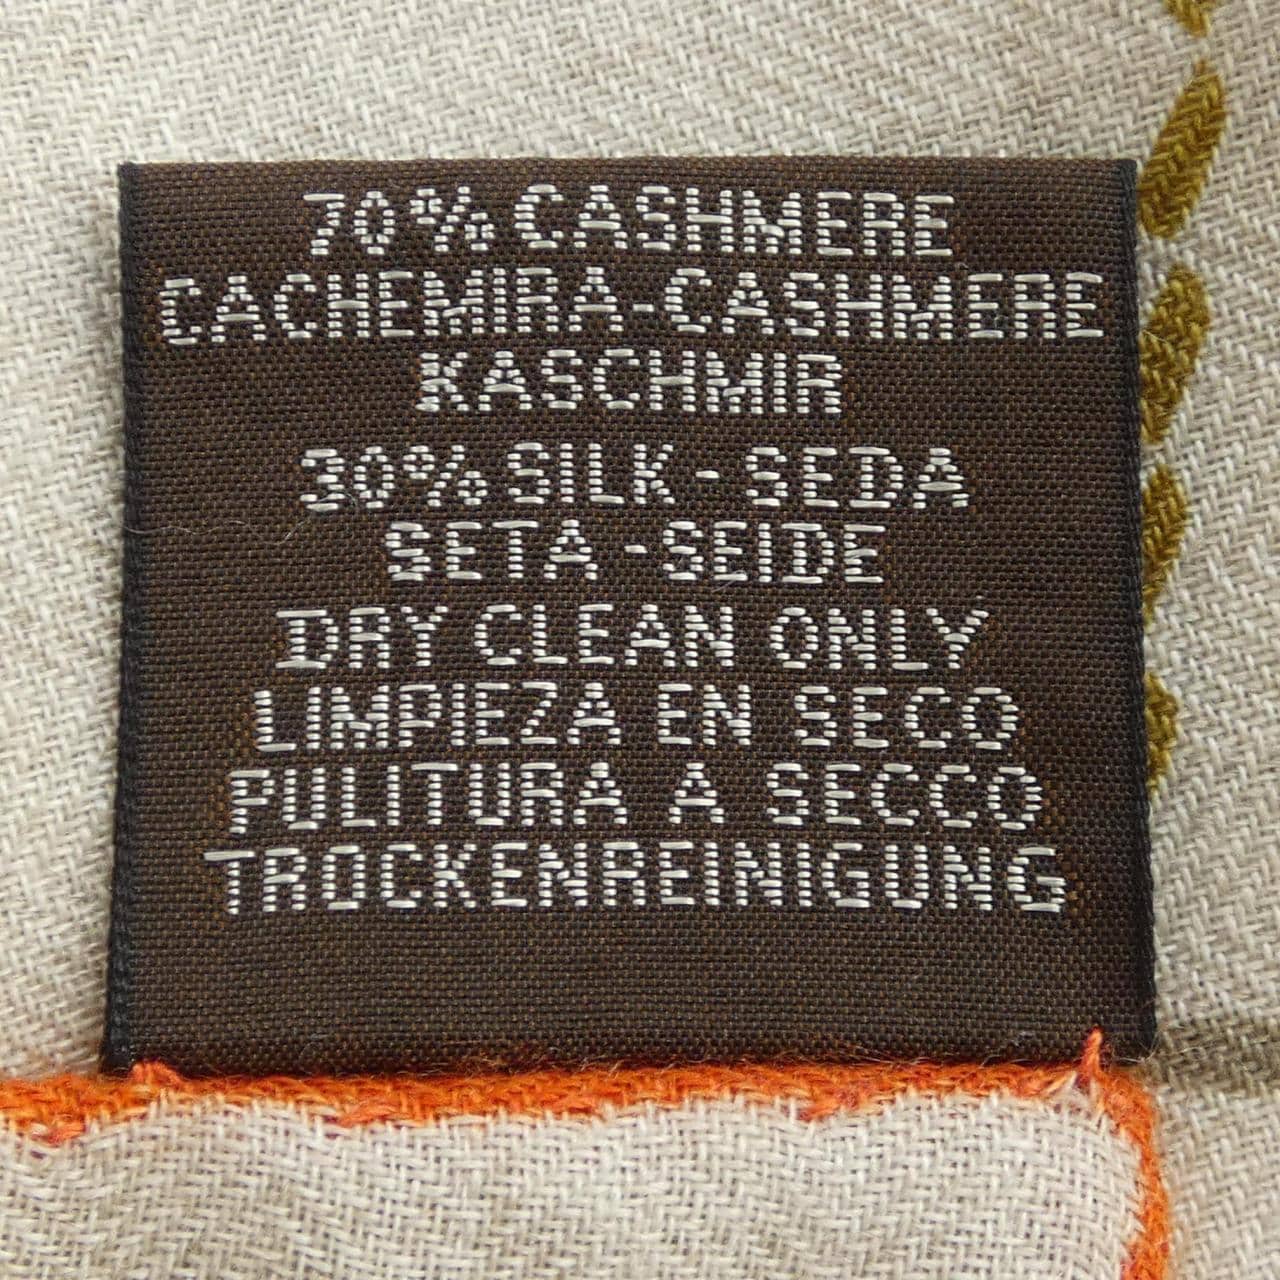 70% CASHMERE
CACHEMIRA-CASHMERE
KASCHMIR
30% SILK - SEDA
SETA - SEIDE
DRY CLEAN ONLY
LIMPIEZA EN SECO
PULITURA A SECCO
TROCKENREINIGUNG